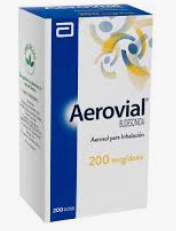 Aerovial
BUDESONIDA
Aerosol para Inhalación
200 mcg/dosis
200 DOSIS